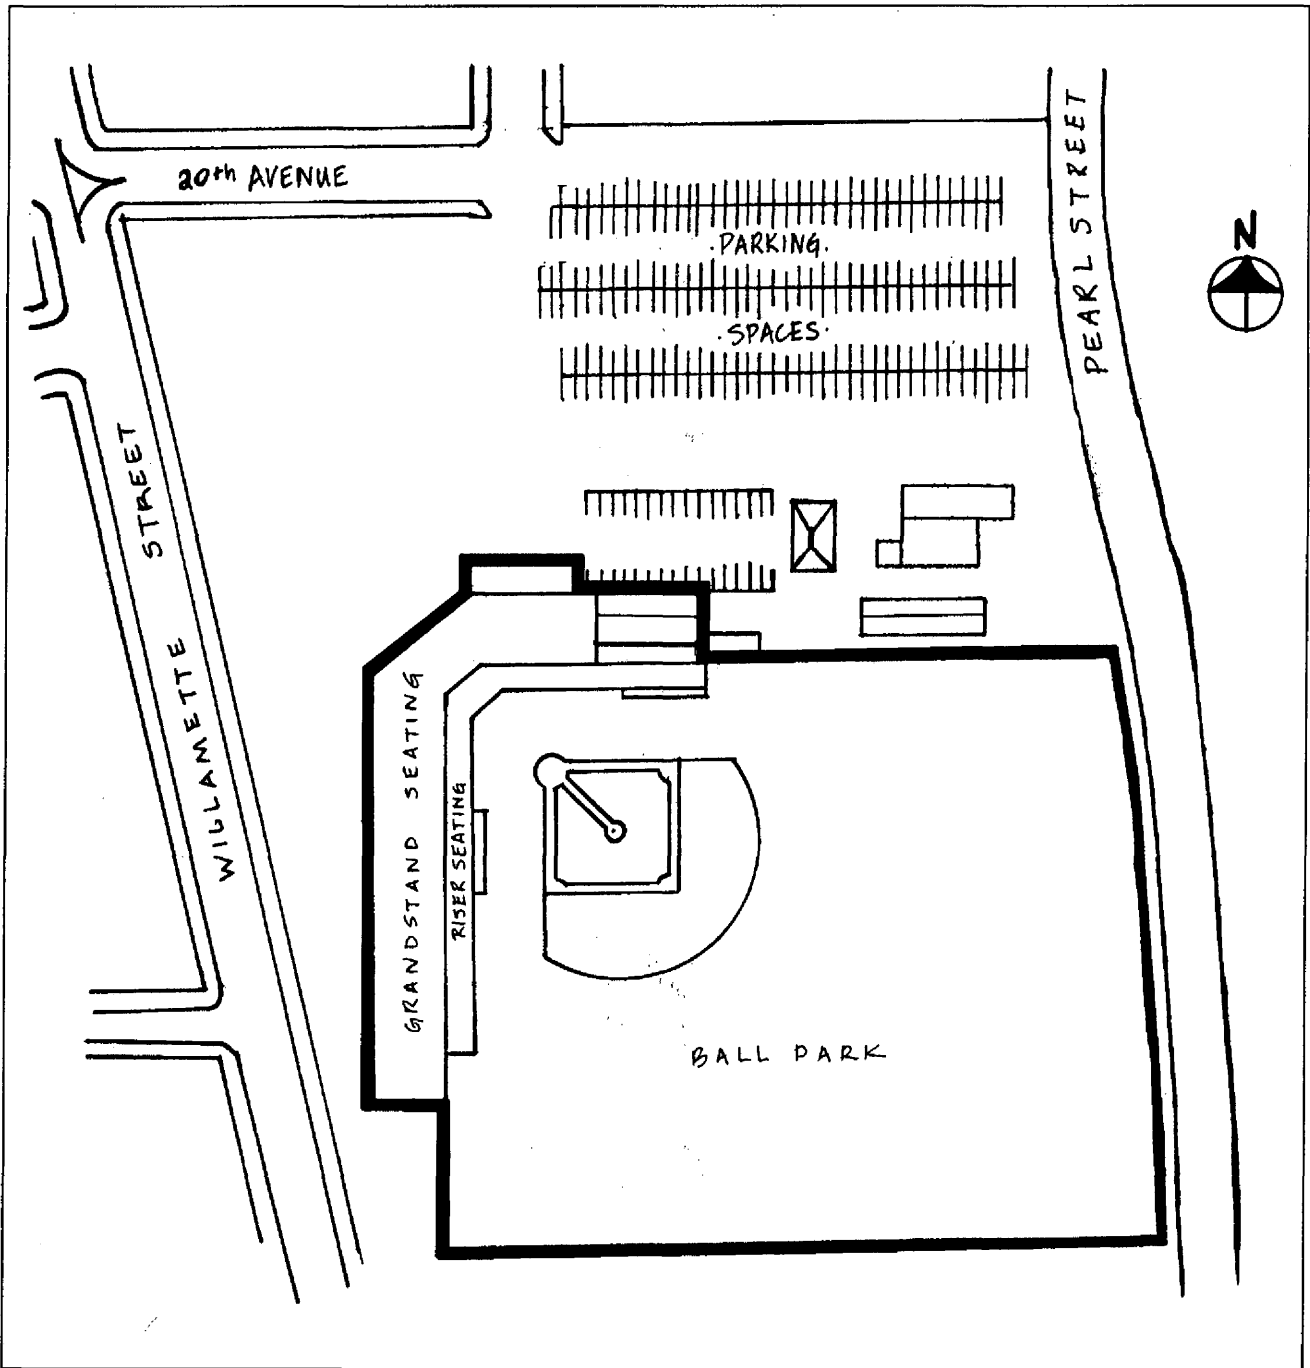 20th AVENUE
·PARKING·
·SPACES·
PEARL STREET
N
WILLAMETTE STREET
GRANDSTAND SEATING
RISER SEATING
BALL PARK